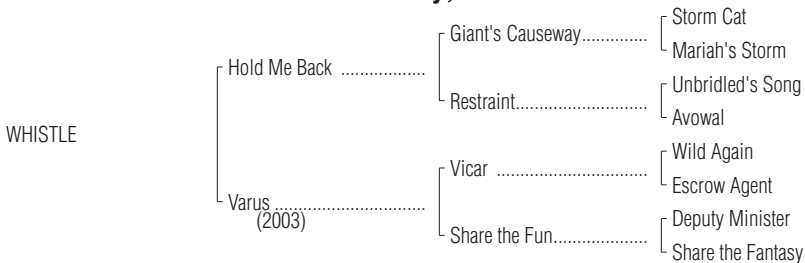 Storm Cat
Giant's Causeway..............
Mariah's Storm
Hold Me Back ..................
Unbridled's Song
Restraint............................
Avowal
WHISTLE
Wild Again
Vicar ................................
Escrow Agent
Varus ................................
(2003)
Deputy Minister
Share the Fun....................
Share the Fantasy